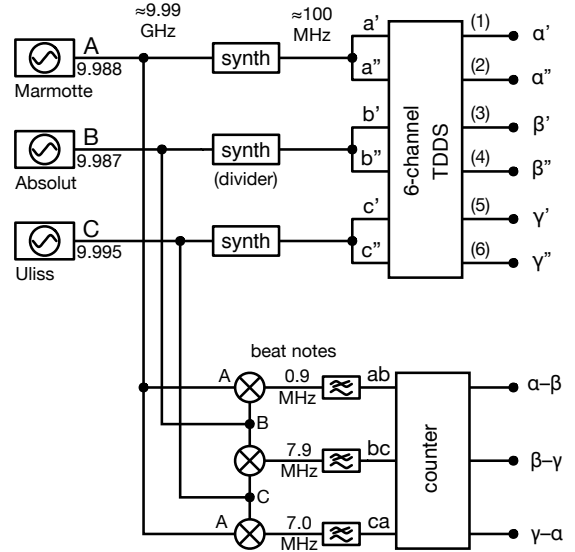 ≈9.99
GHz
≈100
MHz
A
9.988
Marmotte
synth
a'
a"
(1)
α'
(2)
α"
B
9.987
Absolut
synth
(divider)
b'
b"
6-channel
TDDS
(3)
β'
(4)
β"
C
9.995
Uliss
synth
c'
c"
(5)
γ'
(6)
γ"
beat notes
A
0.9
MHz
ab
α–β
B
7.9
MHz
bc
counter
β–γ
C
A
7.0
MHz
ca
γ–α